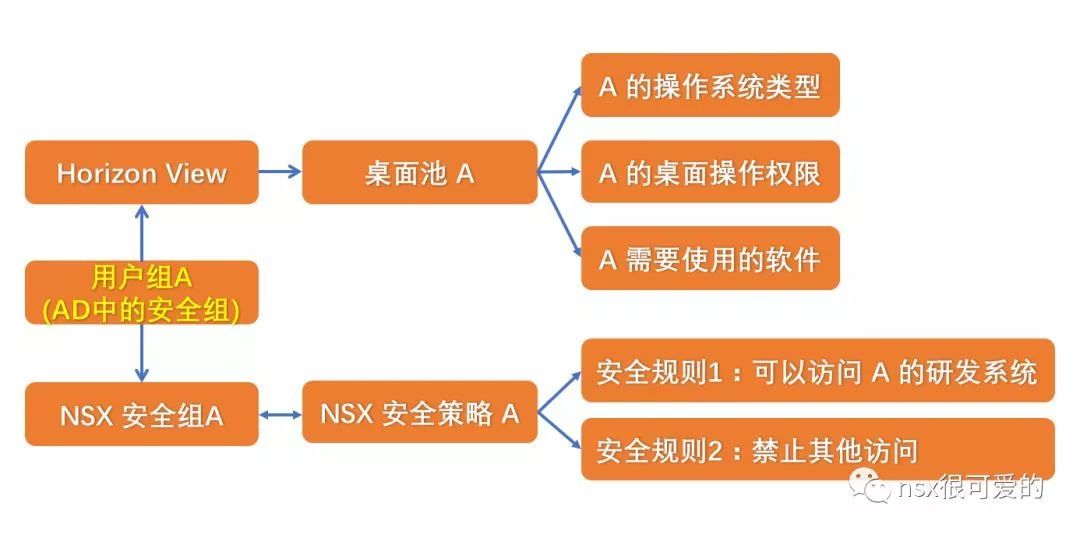 A 的操作系统类型
Horizon View
桌面池 A
A 的桌面操作权限
A 需要使用的软件
用户组A
(AD中的安全组)
NSX 安全组A
NSX 安全策略 A
安全规则1：可以访问 A 的研发系统
安全规则2：禁止其他访问
nsx很可爱的